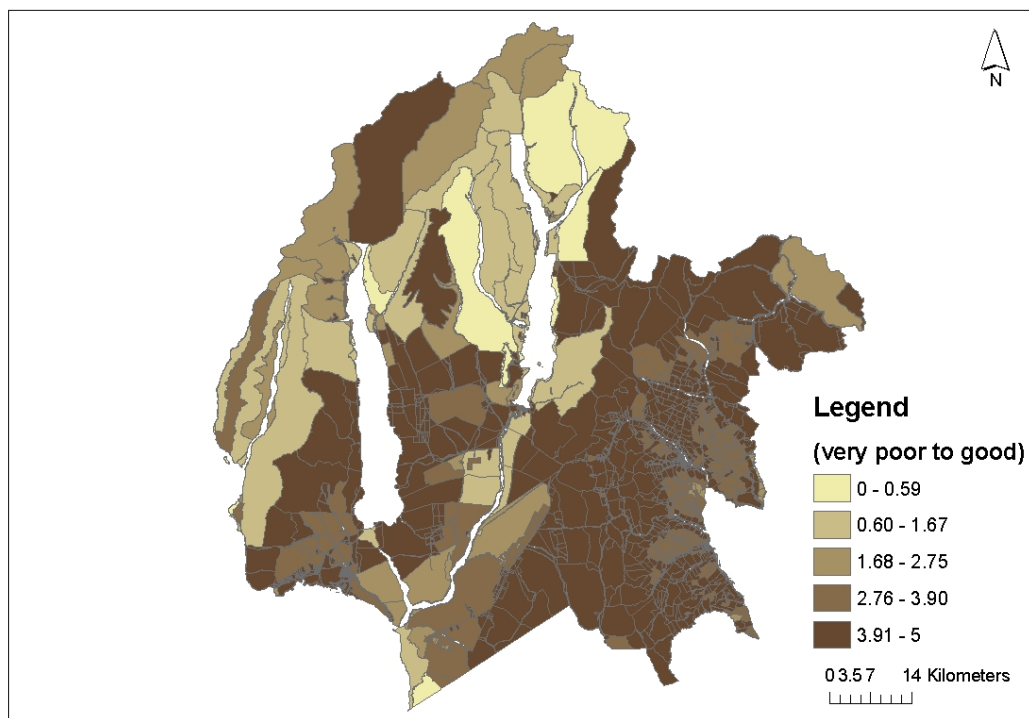 N
Legend
(very poor to good)
0 - 0.59
0.60 - 1.67
1.68 - 2.75
2.76 - 3.90
3.91 - 5
0 3.5 7 14 Kilometers